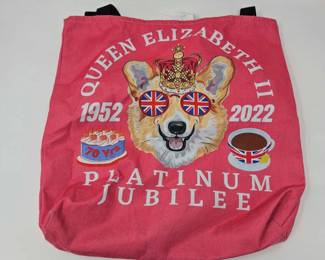 QUEEN ELIZABETH II
1952 2022
70 Yrs
PLATINUM
JUBILEE